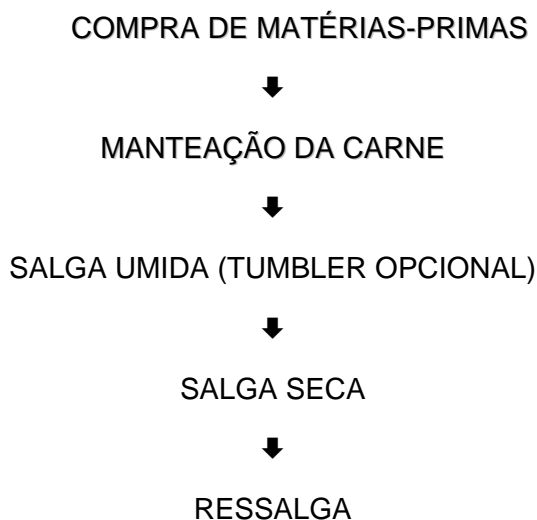 COMPRA DE MATÉRIAS-PRIMAS
🡇
MANTEAÇÃO DA CARNE
🡇
SALGA UMIDA (TUMBLER OPCIONAL)
🡇
SALGA SECA
🡇
RESSALGA